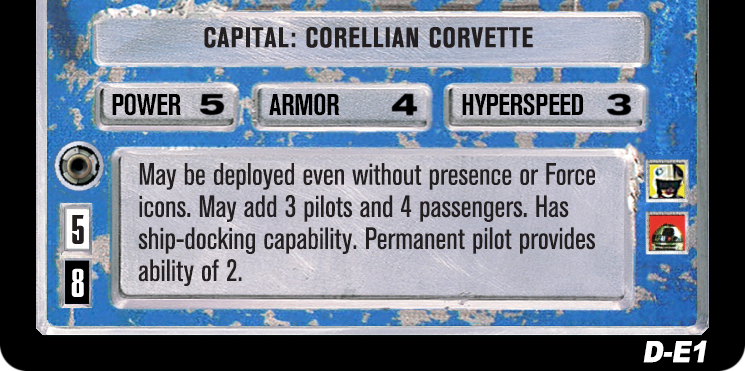 CAPITAL: CORELLIAN CORVETTE
POWER 5 ARMOR 4 HYPERSPEED 3
May be deployed even without presence or Force
icons. May add 3 pilots and 4 passengers. Has
ship-docking capability. Permanent pilot provides
ability of 2.
5
8
D-E1